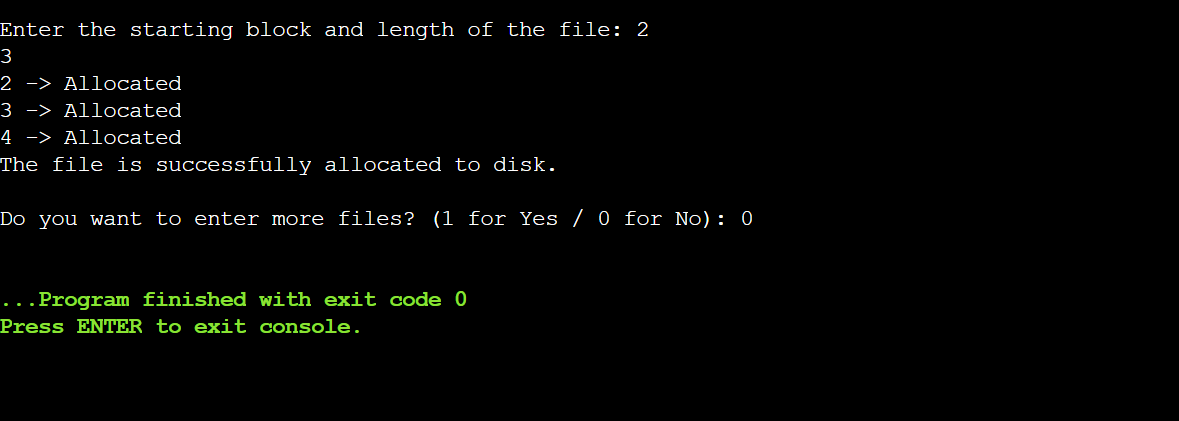 Enter the starting block and length of the file: 2
3
2 -> Allocated
3 -> Allocated
4 -> Allocated
The file is successfully allocated to disk.
Do you want to enter more files? (1 for Yes / 0 for No): 0
...Program finished with exit code 0
Press ENTER to exit console.